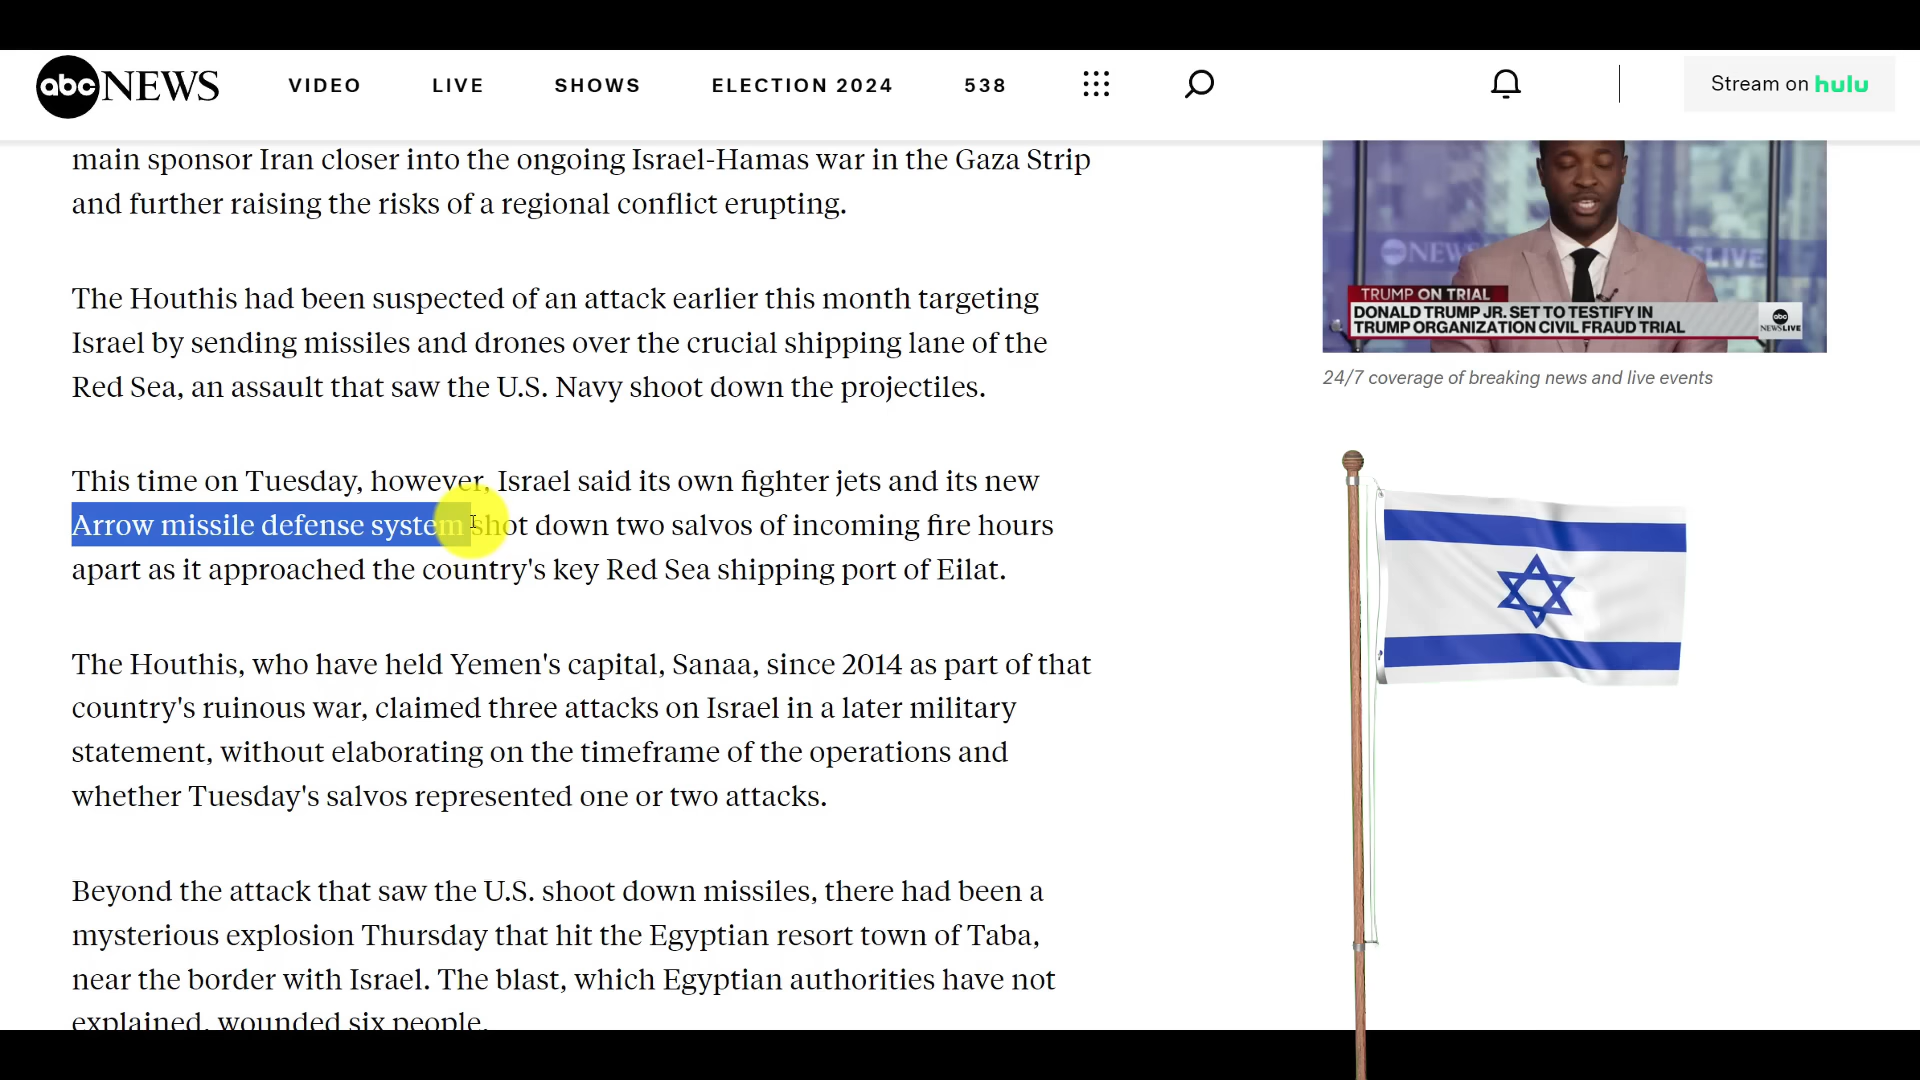 abc NEWS
VIDEO
LIVE
SHOWS
ELECTION 2024
538
Stream on hulu
main sponsor Iran closer into the ongoing Israel-Hamas war in the Gaza Strip
and further raising the risks of a regional conflict erupting.
The Houthis had been suspected of an attack earlier this month targeting
Israel by sending missiles and drones over the crucial shipping lane of the
Red Sea, an assault that saw the U.S. Navy shoot down the projectiles.
This time on Tuesday, however, Israel said its own fighter jets and its new
Arrow missile defense system shot down two salvos of incoming fire hours
apart as it approached the country's key Red Sea shipping port of Eilat.
The Houthis, who have held Yemen's capital, Sanaa, since 2014 as part of that
country's ruinous war, claimed three attacks on Israel in a later military
statement, without elaborating on the timeframe of the operations and
whether Tuesday's salvos represented one or two attacks.
Beyond the attack that saw the U.S. shoot down missiles, there had been a
mysterious explosion Thursday that hit the Egyptian resort town of Taba,
near the border with Israel. The blast, which Egyptian authorities have not
explained, wounded six people.
NEWS
LIVE
TRUMP ON TRIAL
DONALD TRUMP JR. SET TO TESTIFY IN
TRUMP ORGANIZATION CIVIL FRAUD TRIAL
abc
NEWS LIVE
24/7 coverage of breaking news and live events